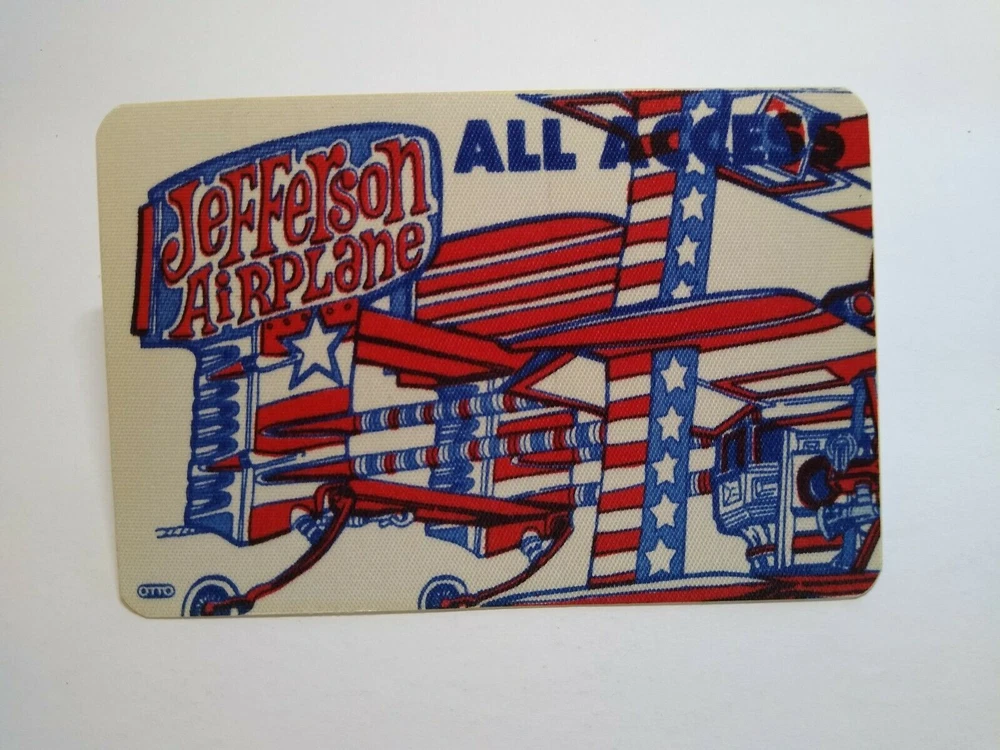 Jefferson
AiRPLane
ALL ACCESS
OTTO